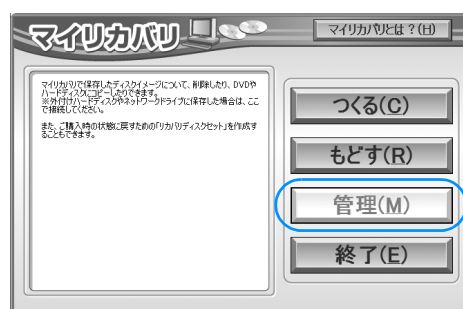 マイリカバリ
マイリカバリとは？(H)
マイリカバリで保存したディスクイメージについて、削除したり、DVDや
ハードディスクにコピーしたりできます。
※外付けハードディスクやネットワークドライブに保存した場合は、ここ
で接続してください。
また、ご購入時の状態に戻すための「リカバリディスクセット」を作成す
ることもできます。
つくる(C)
もどす(R)
管理(M)
終了(E)